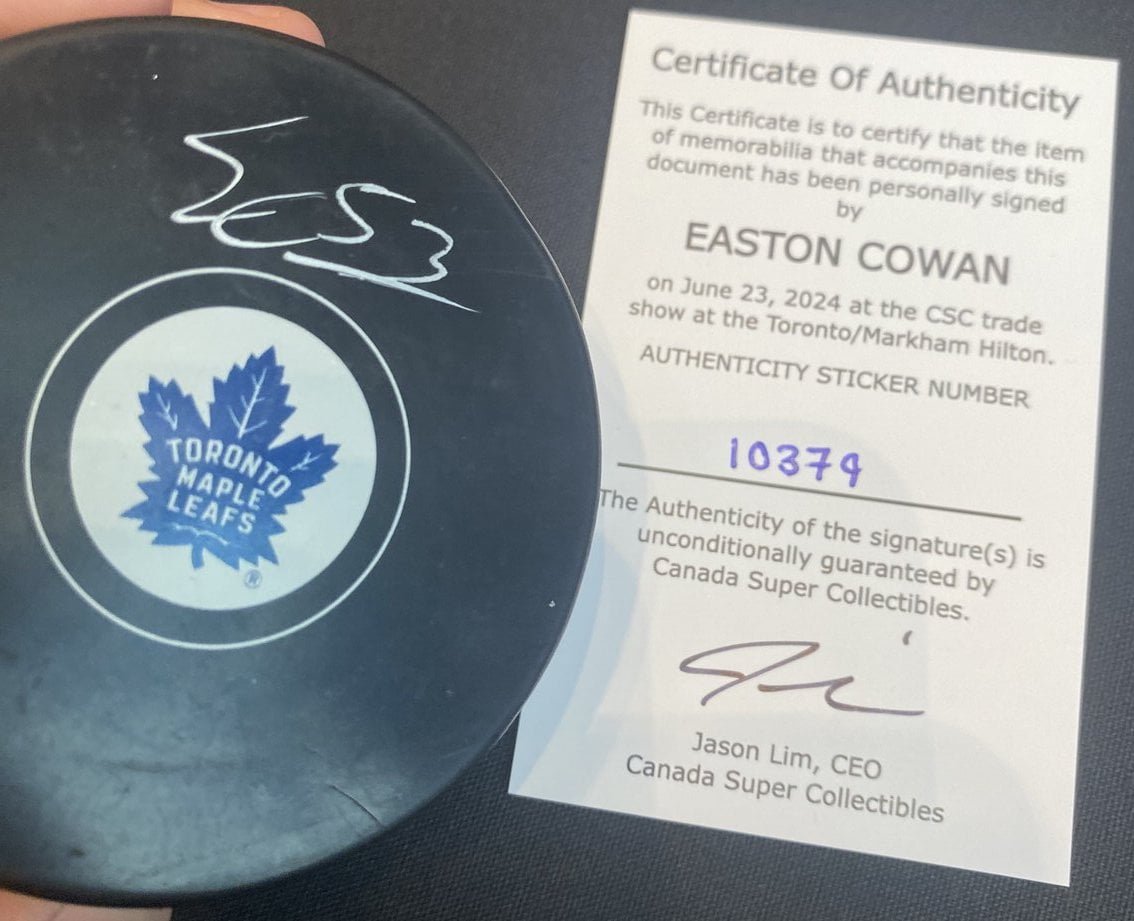 EC53
TORONTO
MAPLE
LEAFS
®
Certificate Of Authenticity
This Certificate is to certify that the item
of memorabilia that accompanies this
document has been personally signed
by
EASTON COWAN
on June 23, 2024 at the CSC trade
show at the Toronto/Markham Hilton.
AUTHENTICITY STICKER NUMBER
10379
The Authenticity of the signature(s) is
unconditionally guaranteed by
Canada Super Collectibles.
Jason Lim, CEO
Canada Super Collectibles